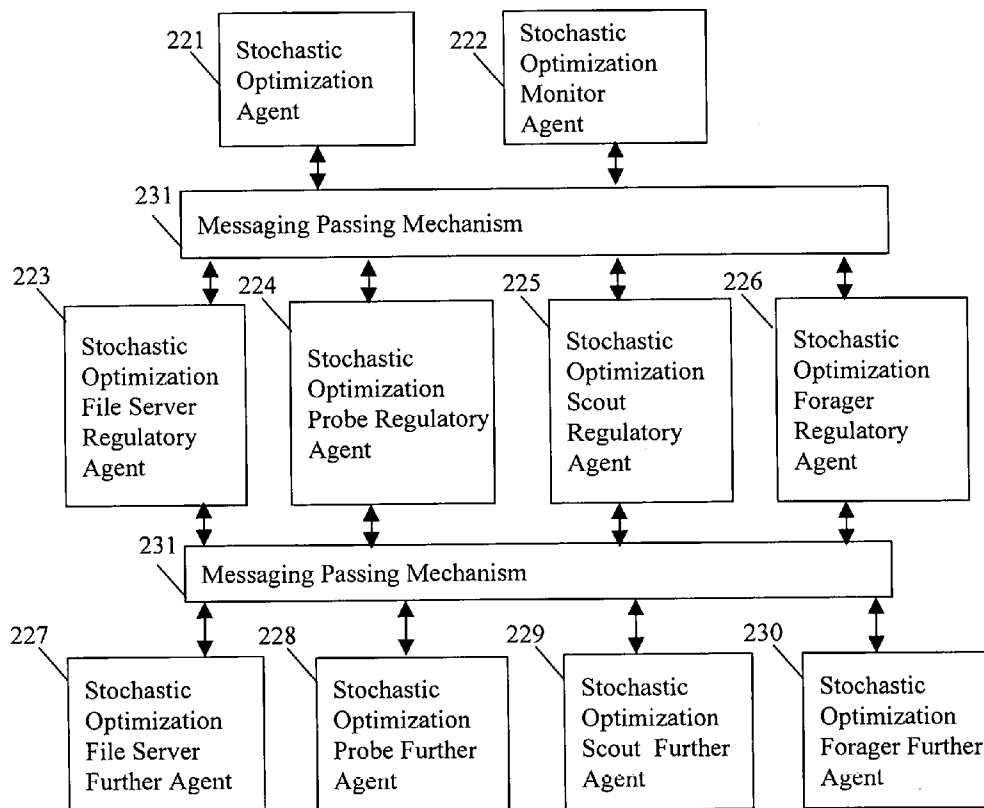 221
Stochastic
Optimization
Agent
222
Stochastic
Optimization
Monitor
Agent
231
Messaging Passing Mechanism
223
Stochastic
Optimization
File Server
Regulatory
Agent
224
Stochastic
Optimization
Probe Regulatory
Agent
225
Stochastic
Optimization
Scout
Regulatory
Agent
226
Stochastic
Optimization
Forager
Regulatory
Agent
231
Messaging Passing Mechanism
227
Stochastic
Optimization
File Server
Further Agent
228
Stochastic
Optimization
Probe Further
Agent
229
Stochastic
Optimization
Scout Further
Agent
230
Stochastic
Optimization
Forager Further
Agent